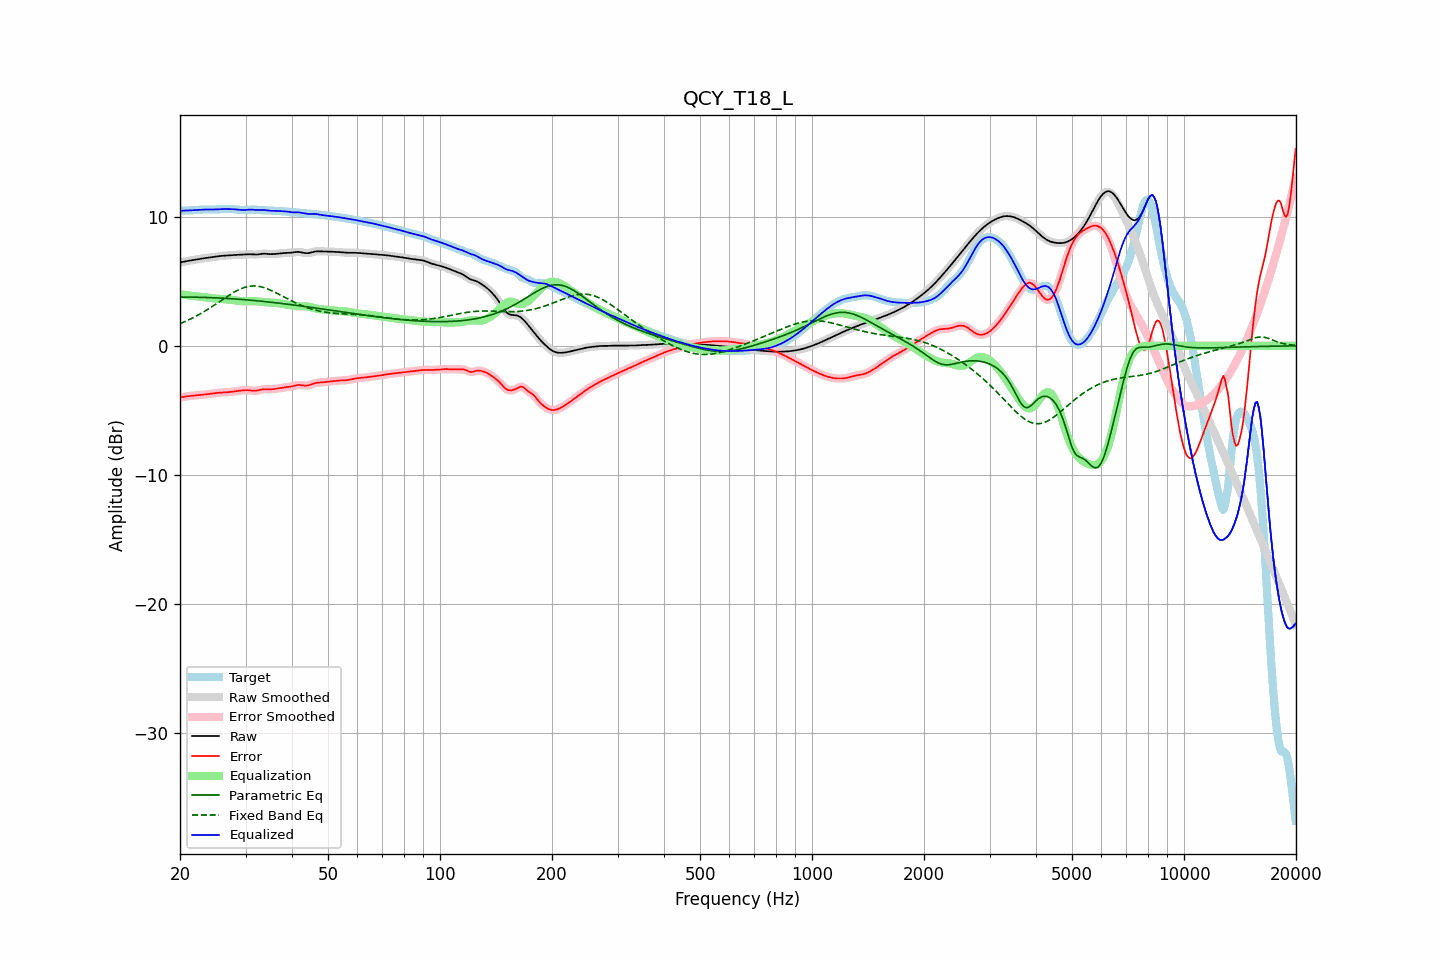 QCY_T18_L
Amplitude (dBr)
10
0
−10
−20
−30
Target
Raw Smoothed
Error Smoothed
Raw
Error
Equalization
Parametric Eq
Fixed Band Eq
Equalized
20 50 100 200 500 1000 2000 5000 10000 20000
Frequency (Hz)